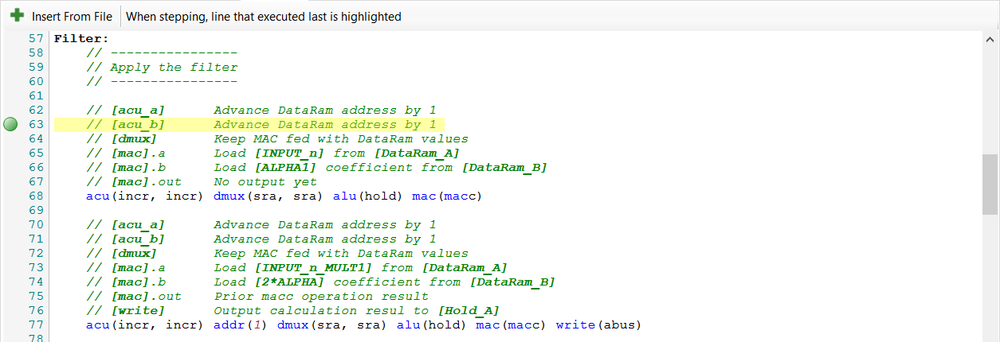 Insert From File When stepping, line that executed last is highlighted
57 Filter:
58 // ----------------
59 // Apply the filter
60 // ----------------
61
62 // [acu_a] Advance DataRam address by 1
63 // [acu_b] Advance DataRam address by 1
64 // [dmux] Keep MAC fed with DataRam values
65 // [mac].a Load [INPUT_n] from [DataRam_A]
66 // [mac].b Load [ALPHA1] coefficient from [DataRam_B]
67 // [mac].out No output yet
68 acu(incr, incr) dmux(sra, sra) alu(hold) mac(macc)
69
70 // [acu_a] Advance DataRam address by 1
71 // [acu_b] Advance DataRam address by 1
72 // [dmux] Keep MAC fed with DataRam values
73 // [mac].a Load [INPUT_n_MULT1] from [DataRam_A]
74 // [mac].b Load [2*ALPHA] coefficient from [DataRam_B]
75 // [mac].out Prior macc operation result
76 // [write] Output calculation resul to [Hold_A]
77 acu(incr, incr) addr(1) dmux(sra, sra) alu(hold) mac(macc) write(abus)
78